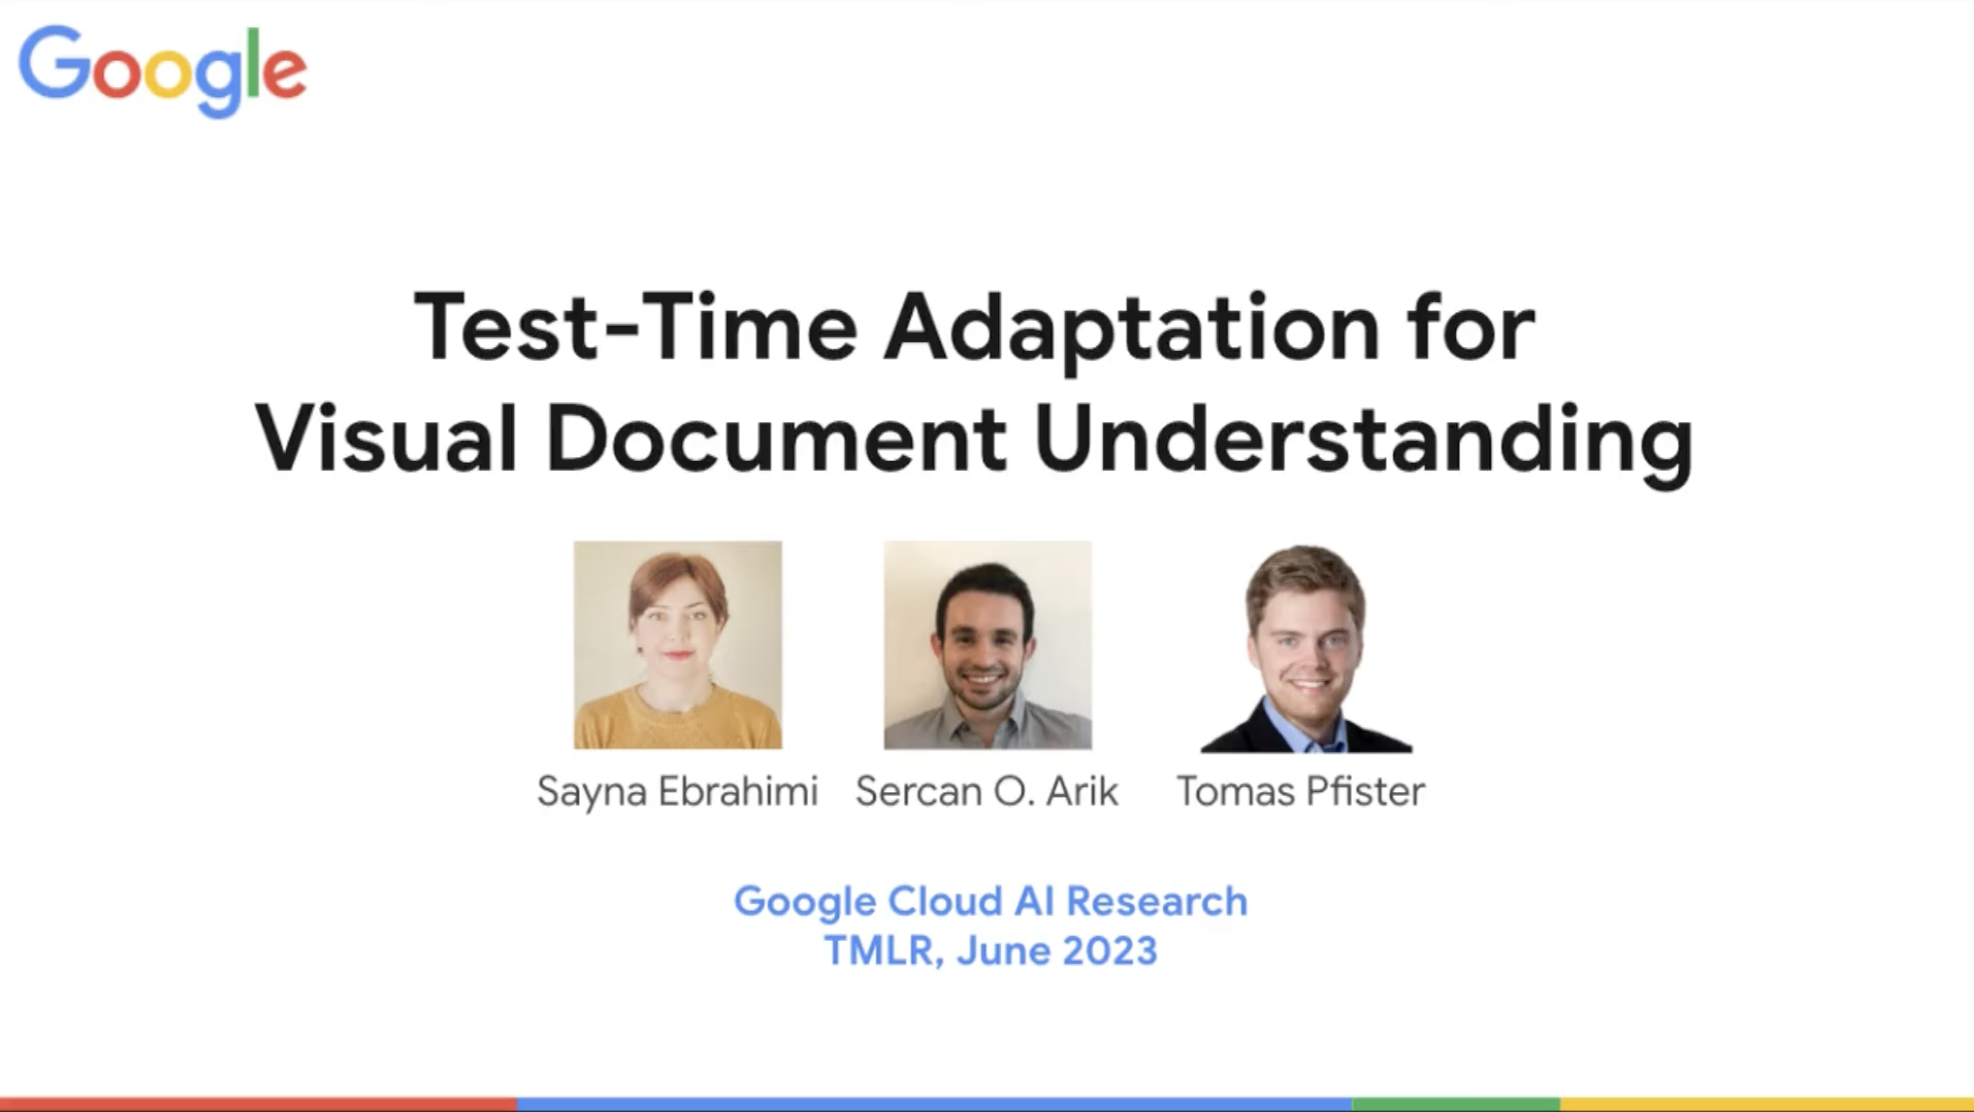 Google
Test-Time Adaptation for
Visual Document Understanding
Sayna Ebrahimi
Sercan O. Arik
Tomas Pfister
Google Cloud AI Research
TMLR, June 2023